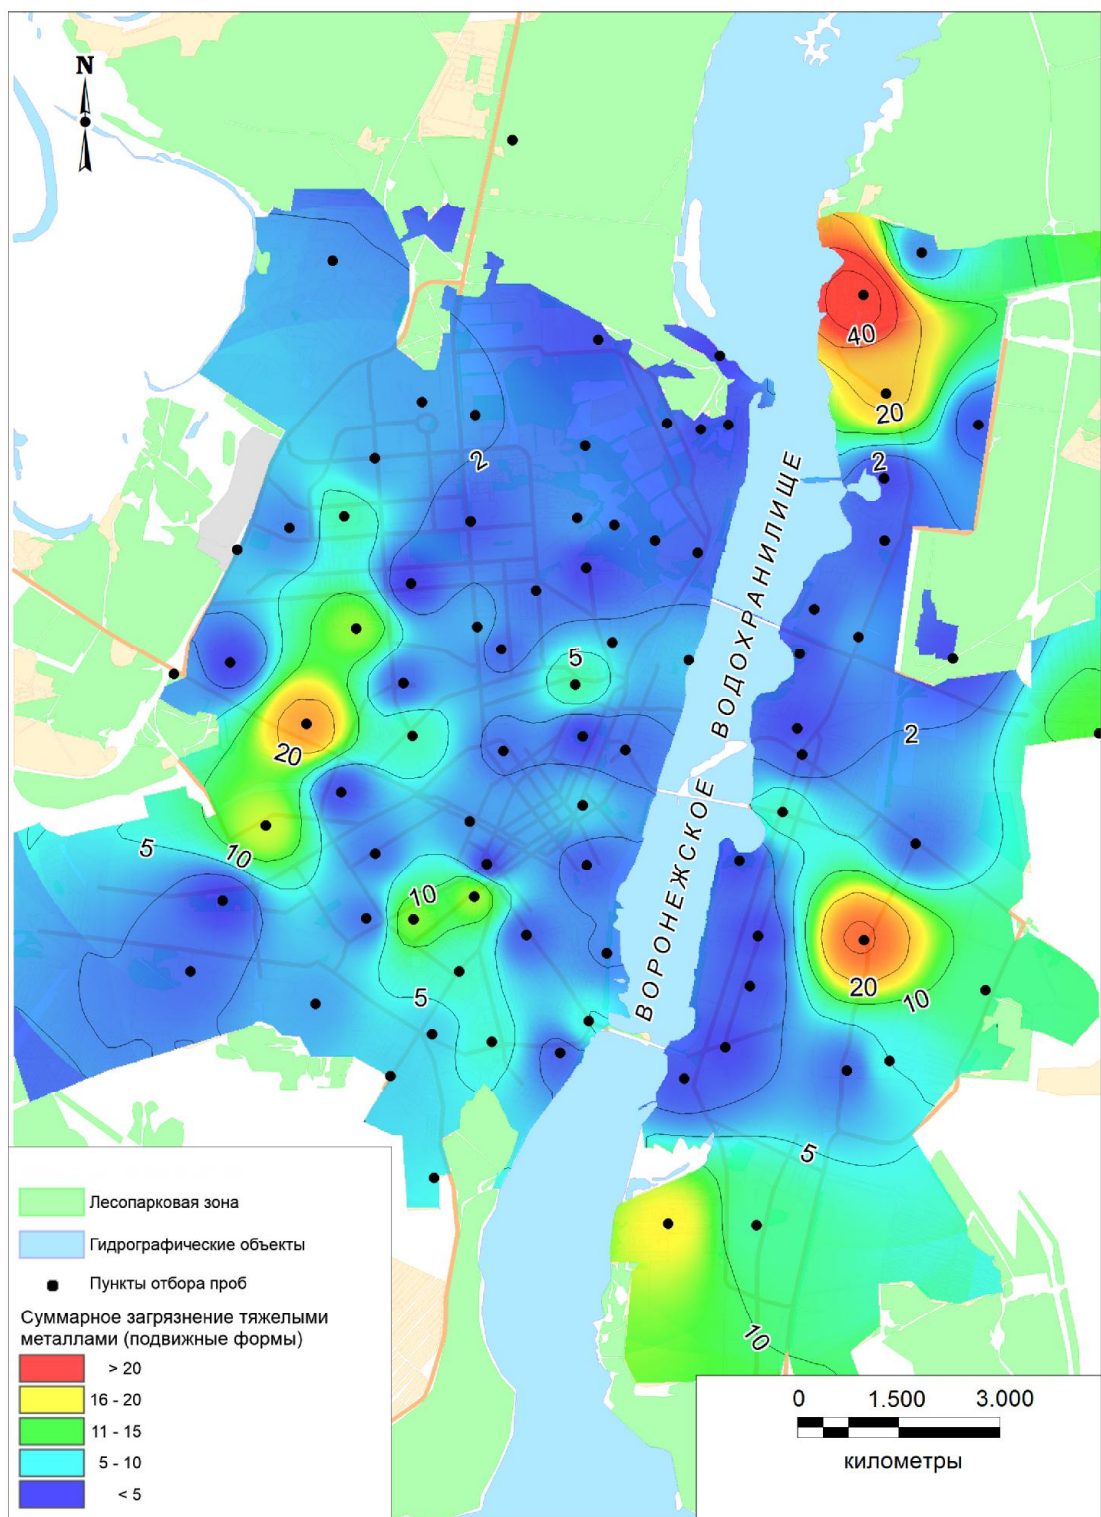 N
40
20
2
2
5
ВОРОНЕЖСКОЕ ВОДОХРАНИЛИЩЕ
2
20
5
10
10
20
10
5
5
10
Лесопарковая зона
Гидрографические объекты
Пункты отбора проб
Суммарное загрязнение тяжелыми
металлами (подвижные формы)
> 20
16 - 20
11 - 15
5 - 10
< 5
0 1.500 3.000
километры